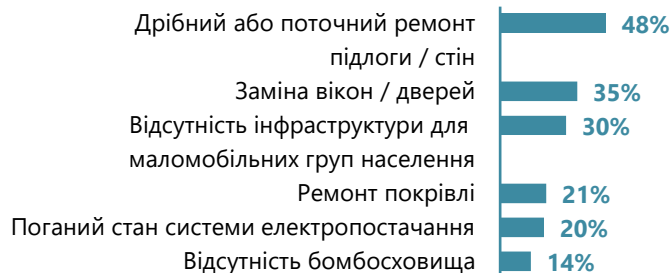 Дрібний або поточний ремонт 48%
підлоги / стін
Заміна вікон / дверей 35%
Відсутність інфраструктури для 30%
маломобільних груп населення
Ремонт покрівлі 21%
Поганий стан системи електропостачання 20%
Відсутність бомбосховища 14%